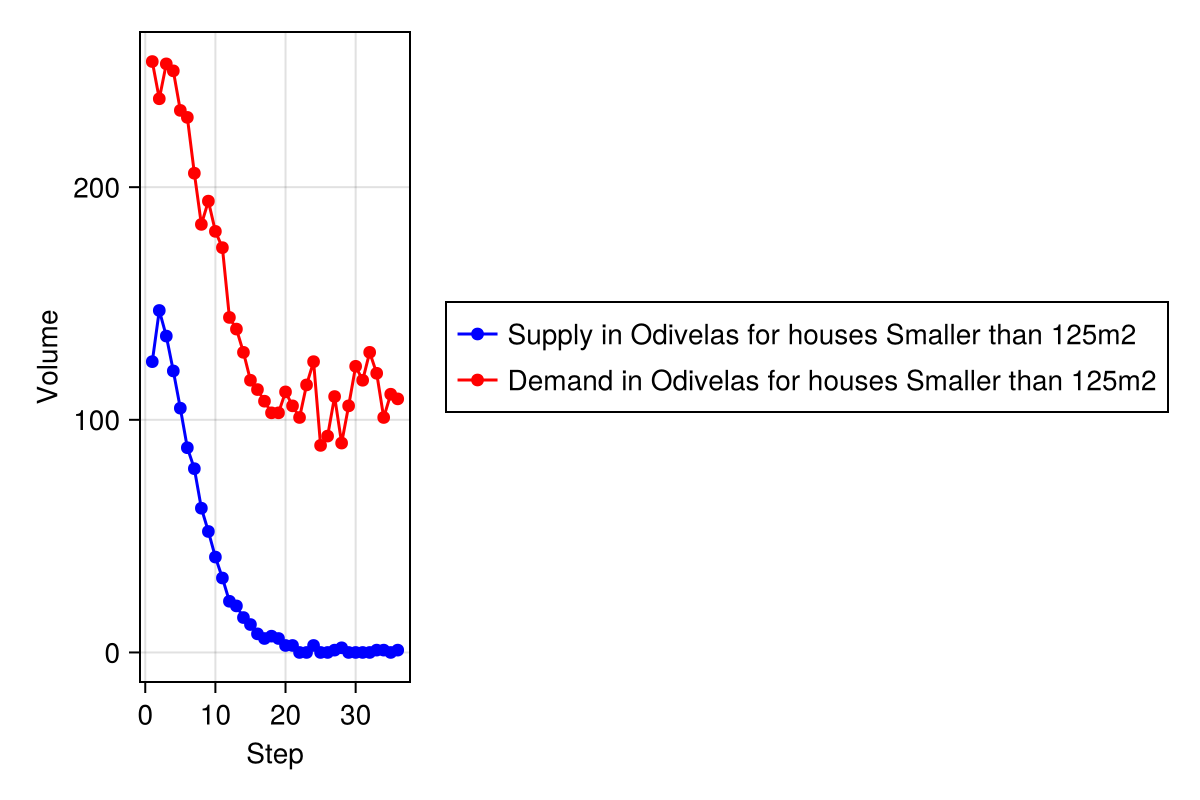 Volume
200
100
0
0 10 20 30
Step
Supply in Odivelas for houses Smaller than 125m2
Demand in Odivelas for houses Smaller than 125m2